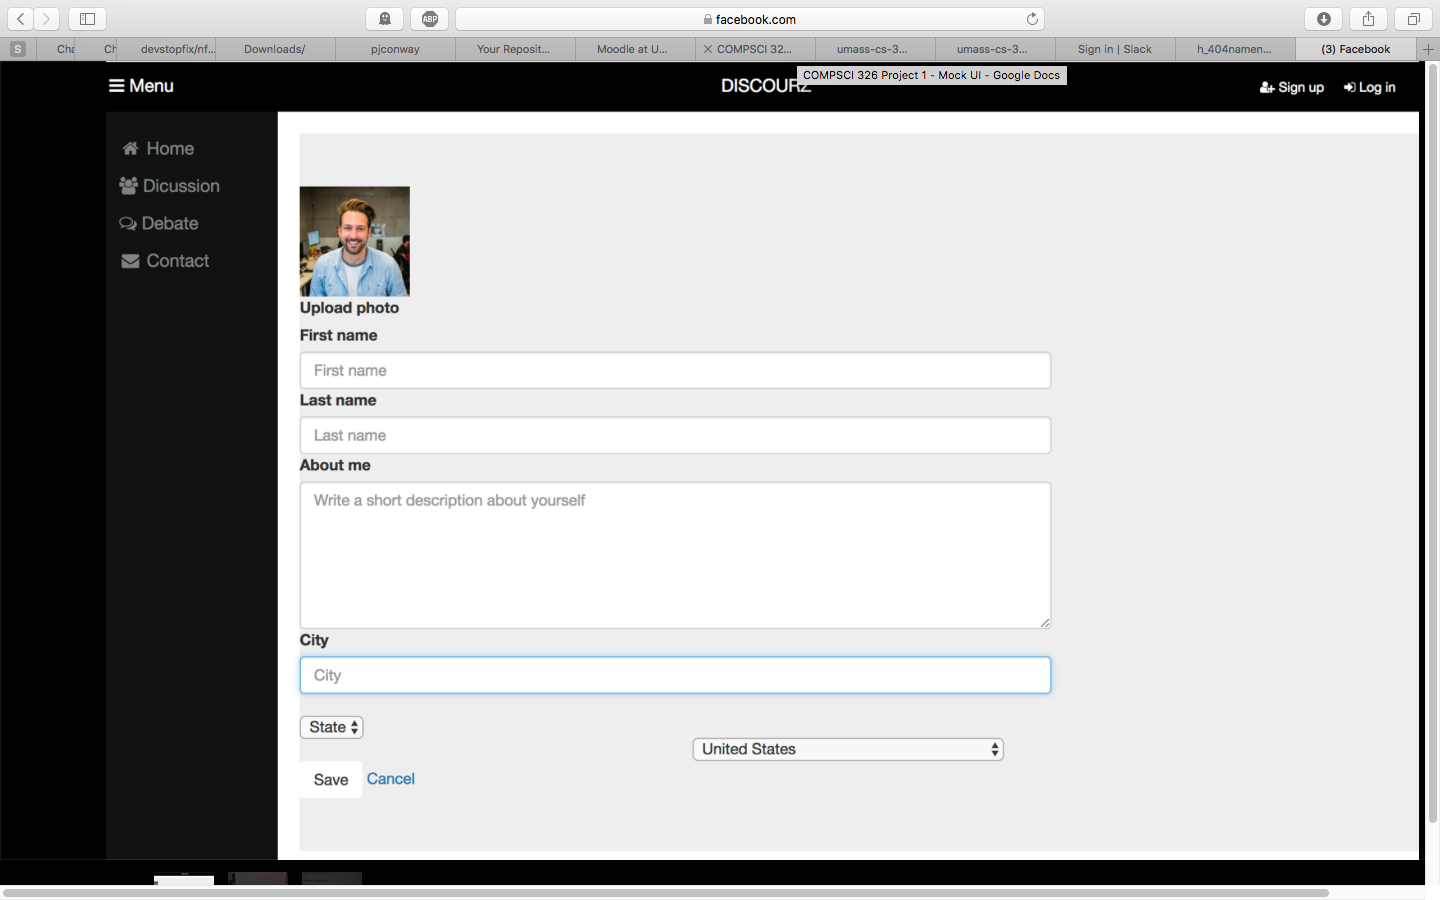 facebook.com
ABP
S
Cha
Ch
devstopfix/nf...
Downloads/
pjconway
Your Reposit...
Moodle at U...
COMPSCI 32...
umass-cs-3...
umass-cs-3...
Sign in | Slack
h_404namen...
(3) Facebook
COMPSCI 326 Project 1 - Mock UI - Google Docs
Menu
DISCOURZ
Sign up
Log in
Home
Dicussion
Debate
Contact
Upload photo
First name
First name
Last name
Last name
About me
Write a short description about yourself
City
City
State
United States
Save
Cancel